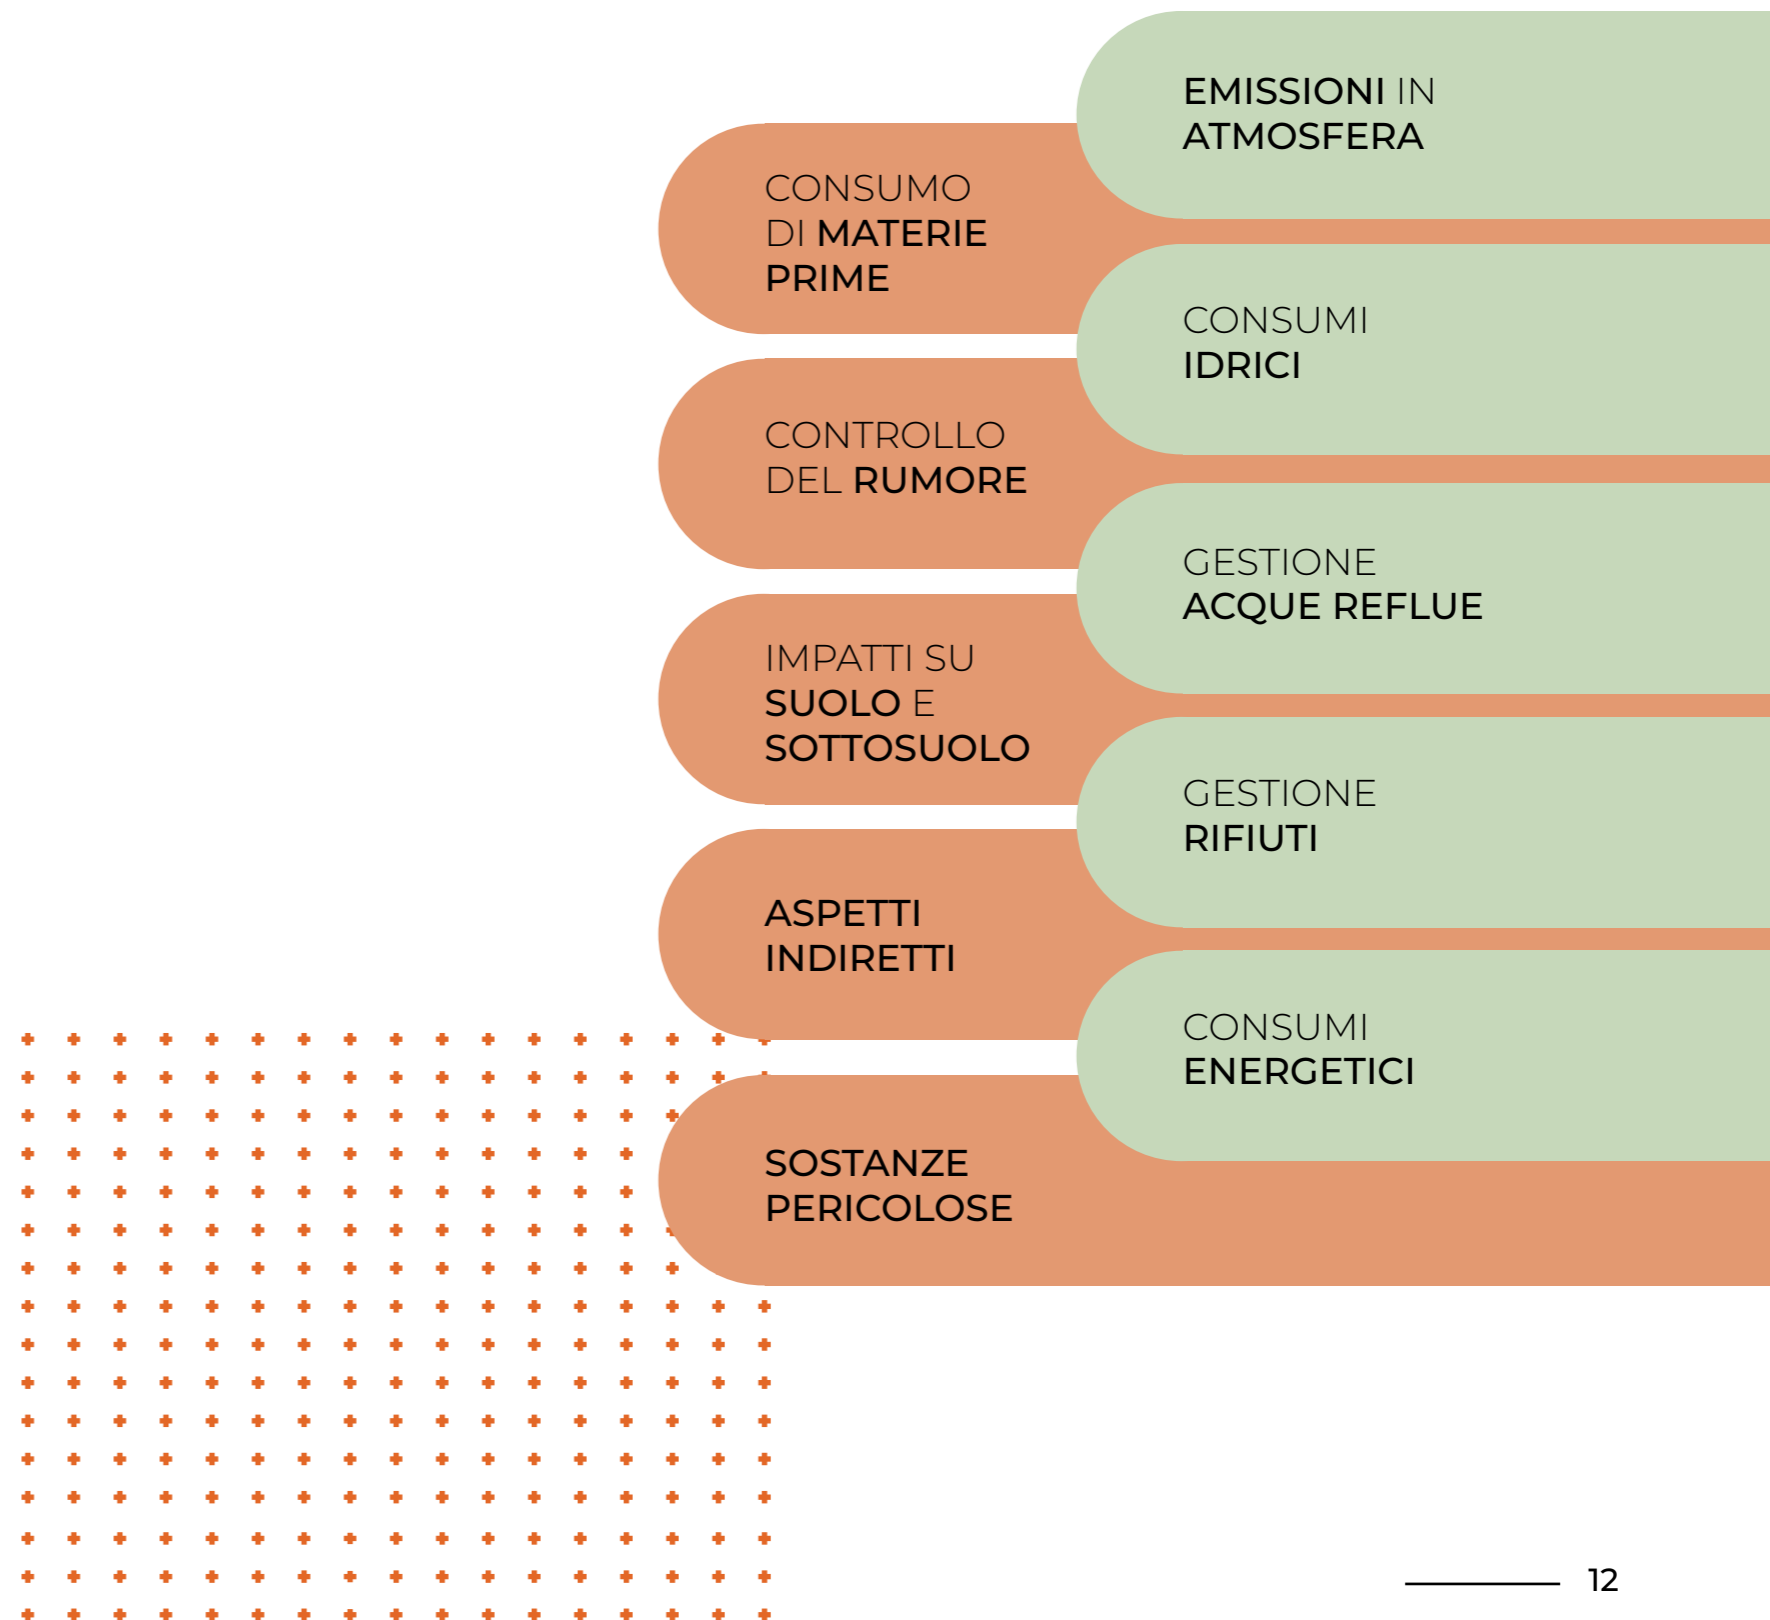 EMISSIONI IN
ATMOSFERA
CONSUMO
DI MATERIE
PRIME
CONSUMI
IDRICI
CONTROLLO
DEL RUMORE
GESTIONE
ACQUE REFLUE
IMPATTI SU
SUOLO E
SOTTOSUOLO
GESTIONE
RIFIUTI
ASPETTI
INDIRETTI
CONSUMI
ENERGETICI
SOSTANZE
PERICOLOSE
12